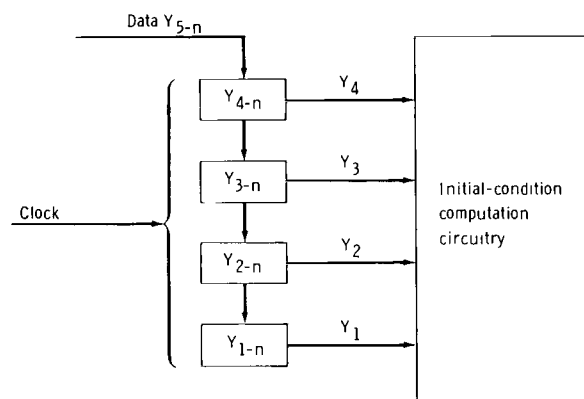 Data Y5-n
Y4-n
Y4
Y3-n
Y3
Initial-condition
computation
circuitry
Clock
Y2-n
Y2
Y1-n
Y1